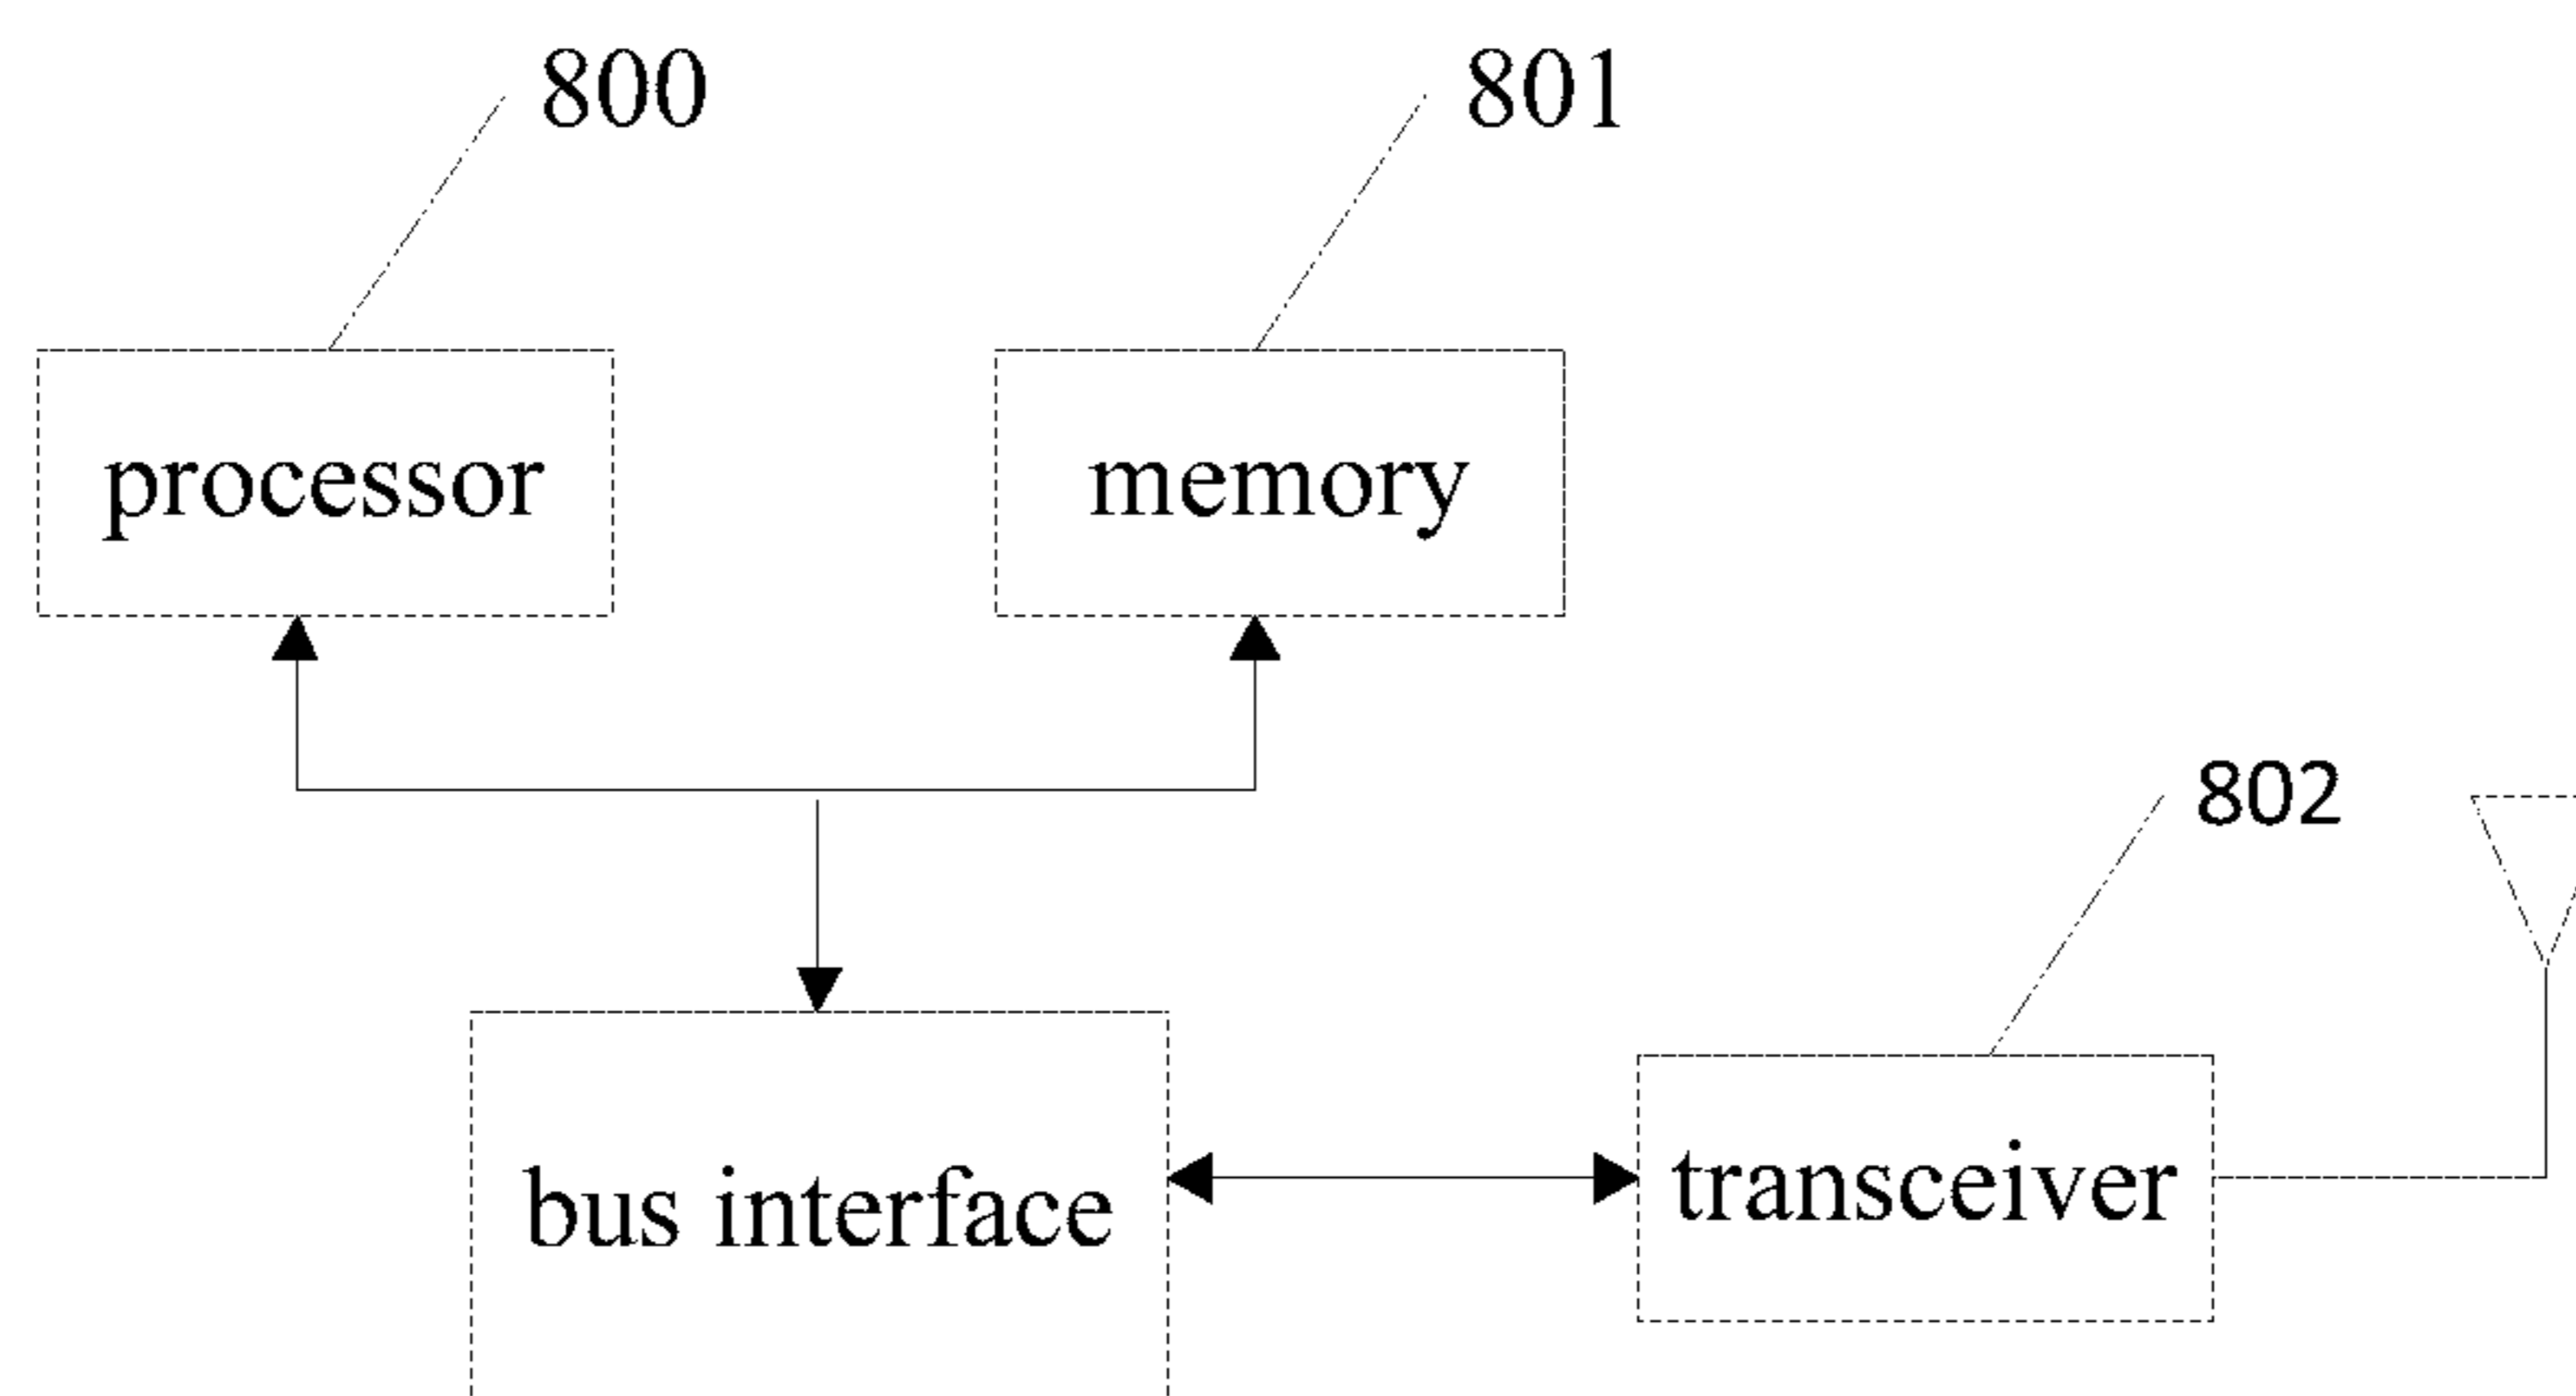 800
801
processor
memory
802
bus interface
transceiver